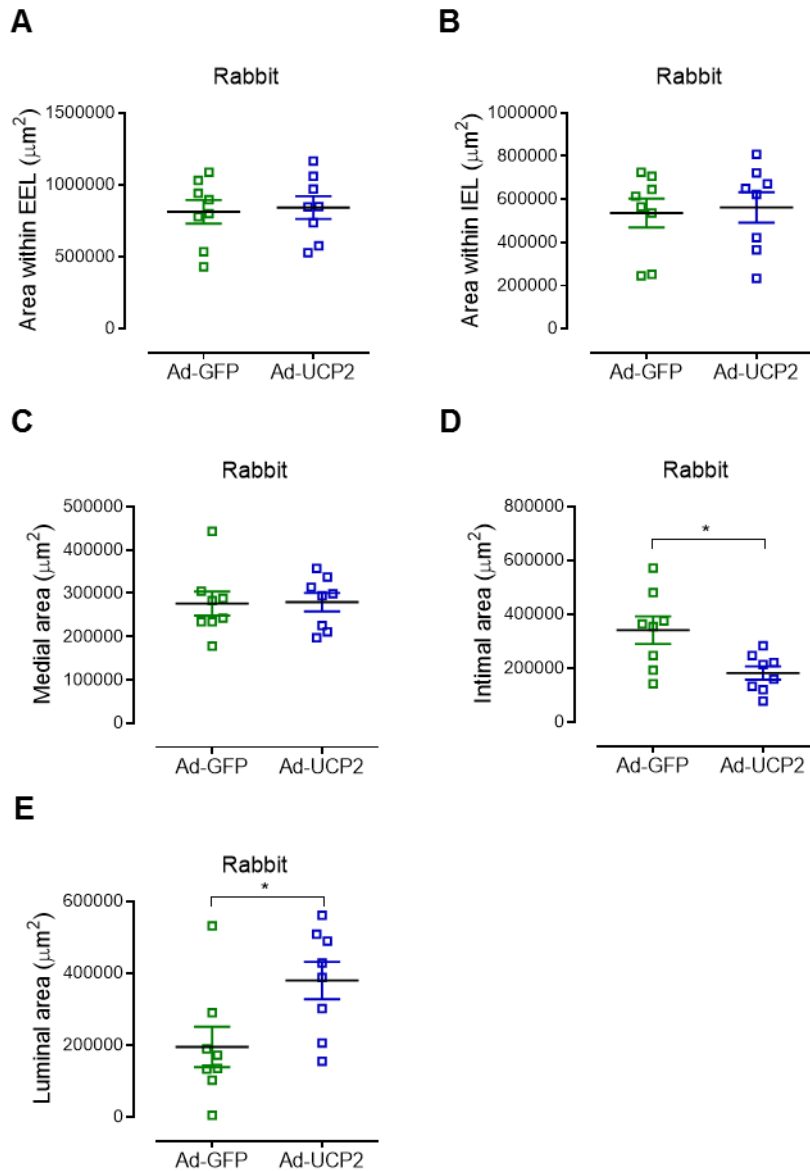 A
Rabbit
Area within EEL (μm²)
1500000
1000000
500000
0
Ad-GFP Ad-UCP2
B
Rabbit
Area within IEL (μm²)
1000000
800000
600000
400000
200000
0
Ad-GFP Ad-UCP2
C
Rabbit
Medial area (μm²)
500000
400000
300000
200000
100000
0
Ad-GFP Ad-UCP2
D
Rabbit
Intimal area (μm²)
800000
600000
400000
200000
0
*
Ad-GFP Ad-UCP2
E
Rabbit
*
Luminal area (μm²)
600000
400000
200000
0
Ad-GFP Ad-UCP2